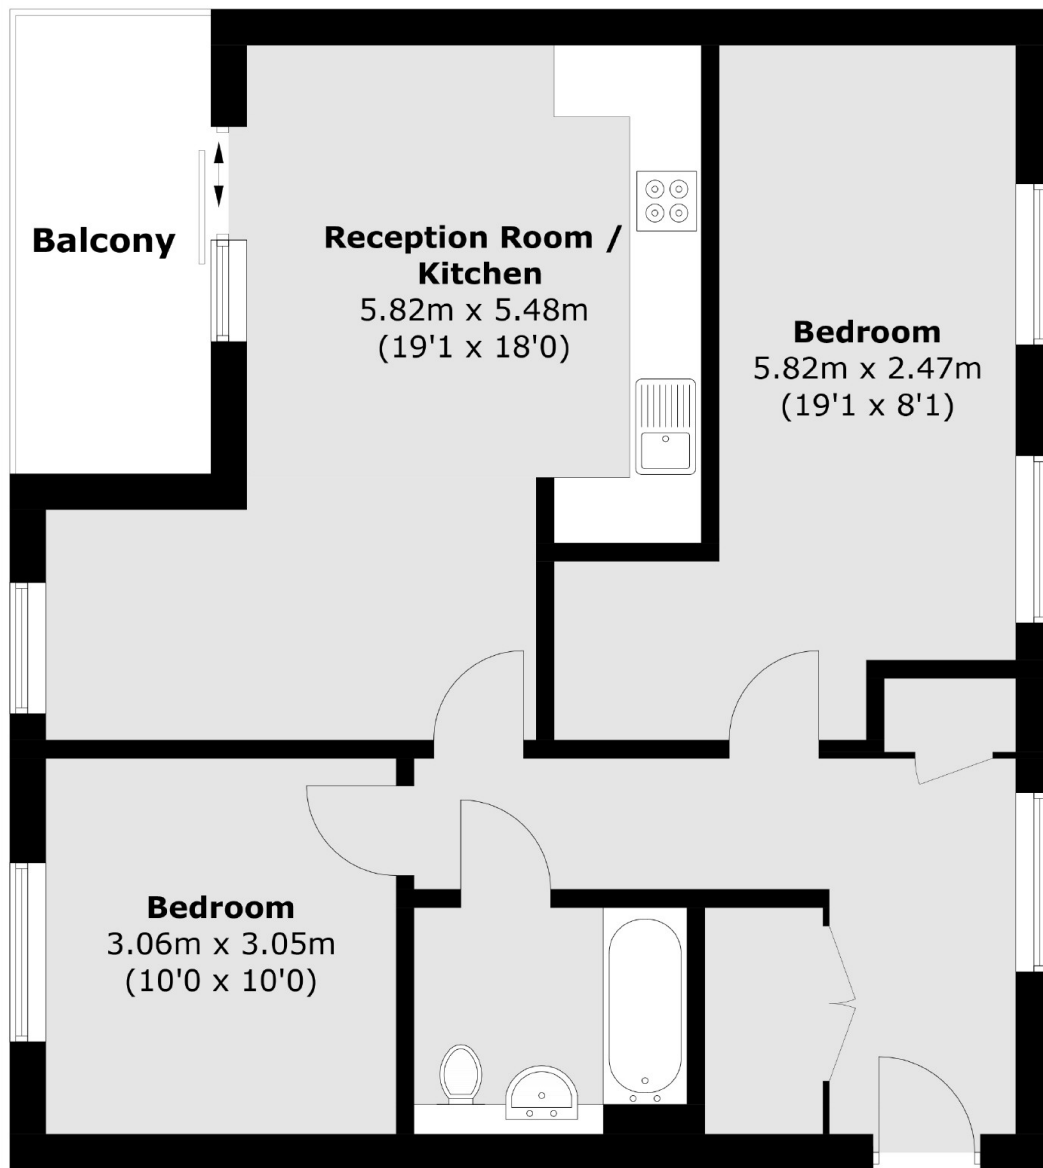 Balcony
Reception Room /
Kitchen
5.82m x 5.48m
(19'1 x 18'0)
Bedroom
5.82m x 2.47m
(19'1 x 8'1)
Bedroom
3.06m x 3.05m
(10'0 x 10'0)